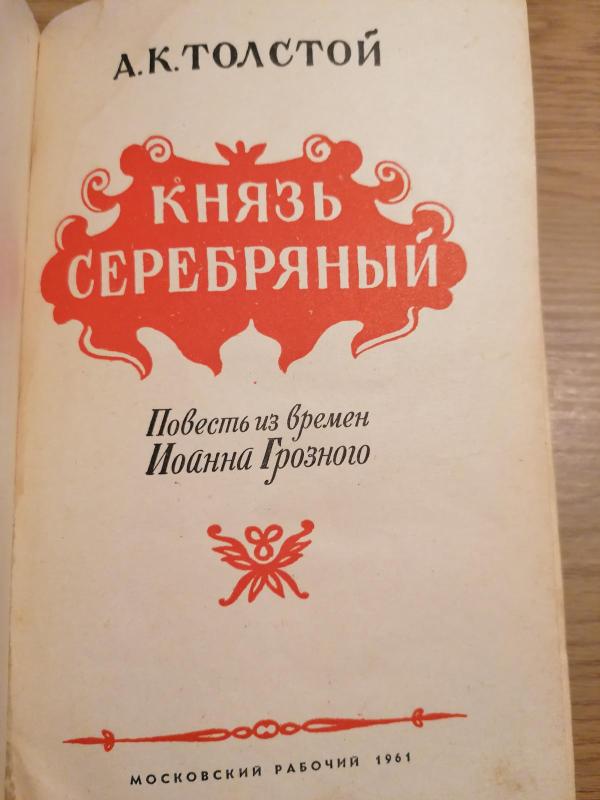 А. К. ТОЛСТОЙ
КНЯЗЬ
СЕРЕБРЯНЫЙ
Повесть из времен
Иоанна Грозного
МОСКОВСКИЙ РАБОЧИЙ 1961